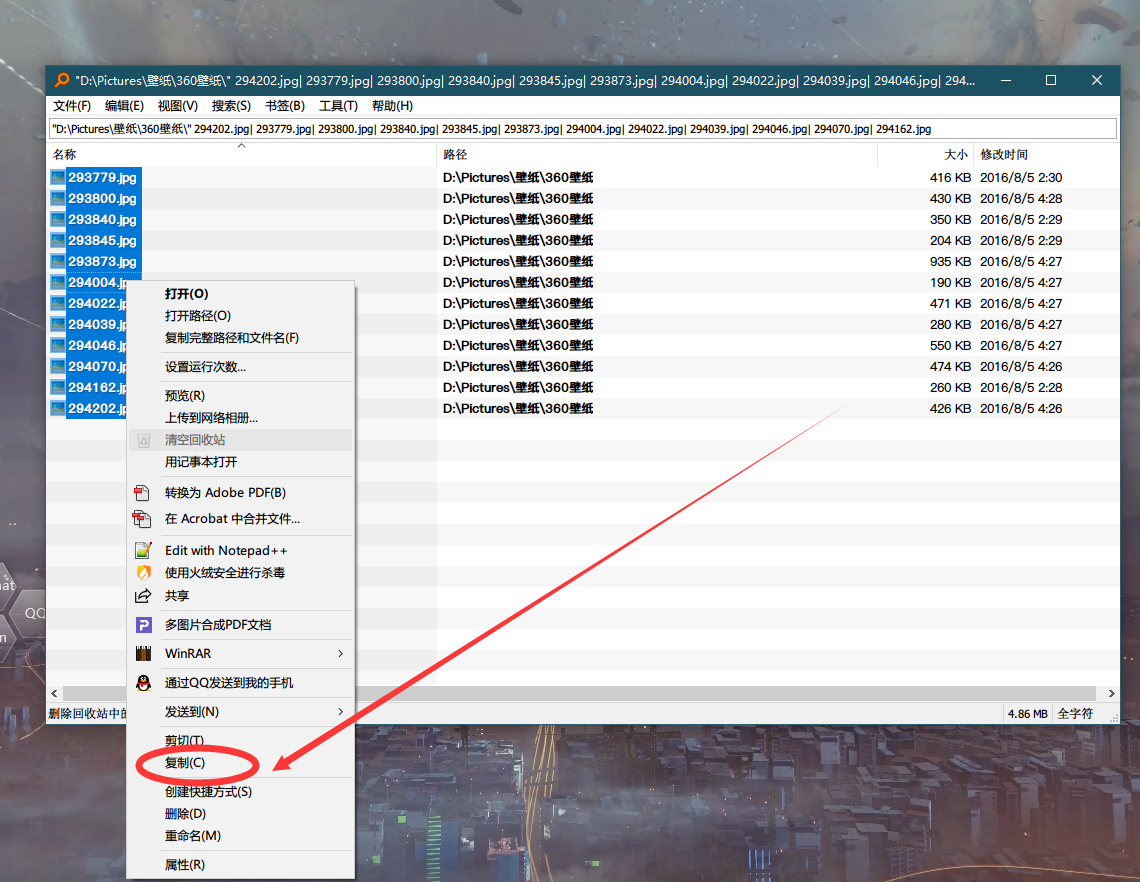 "D:\Pictures\壁纸\360壁纸\" 294202.jpg| 293779.jpg| 293800.jpg| 293840.jpg| 293845.jpg| 293873.jpg| 294004.jpg| 294022.jpg| 294039.jpg| 294046.jpg| 294...
文件(F) 编辑(E) 视图(V) 搜索(S) 书签(B) 工具(T) 帮助(H)
"D:\Pictures\壁纸\360壁纸\" 294202.jpg| 293779.jpg| 293800.jpg| 293840.jpg| 293845.jpg| 293873.jpg| 294004.jpg| 294022.jpg| 294039.jpg| 294046.jpg| 294070.jpg| 294162.jpg
名称 路径 大小 修改时间
293779.jpg D:\Pictures\壁纸\360壁纸 416 KB 2016/8/5 2:30
293800.jpg D:\Pictures\壁纸\360壁纸 430 KB 2016/8/5 4:28
293840.jpg D:\Pictures\壁纸\360壁纸 350 KB 2016/8/5 2:29
293845.jpg D:\Pictures\壁纸\360壁纸 204 KB 2016/8/5 2:29
293873.jpg D:\Pictures\壁纸\360壁纸 935 KB 2016/8/5 4:27
294004.jp D:\Pictures\壁纸\360壁纸 190 KB 2016/8/5 4:27
294022.jp D:\Pictures\壁纸\360壁纸 471 KB 2016/8/5 4:27
294039.jp D:\Pictures\壁纸\360壁纸 280 KB 2016/8/5 4:27
294046.jp D:\Pictures\壁纸\360壁纸 550 KB 2016/8/5 4:27
294070.jp D:\Pictures\壁纸\360壁纸 474 KB 2016/8/5 4:26
294162.jp D:\Pictures\壁纸\360壁纸 260 KB 2016/8/5 2:28
294202.jp D:\Pictures\壁纸\360壁纸 426 KB 2016/8/5 4:26
打开(O)
打开路径(O)
复制完整路径和文件名(F)
设置运行次数...
预览(R)
上传到网络相册...
清空回收站
用记事本打开
转换为 Adobe PDF(B)
在 Acrobat 中合并文件...
Edit with Notepad++
使用火绒安全进行杀毒
共享
多图片合成PDF文档
WinRAR
通过QQ发送到我的手机
发送到(N)
剪切(T)
复制(C)
创建快捷方式(S)
删除(D)
重命名(M)
属性(R)
删除回收站中的 4.86 MB 全字符
QQ